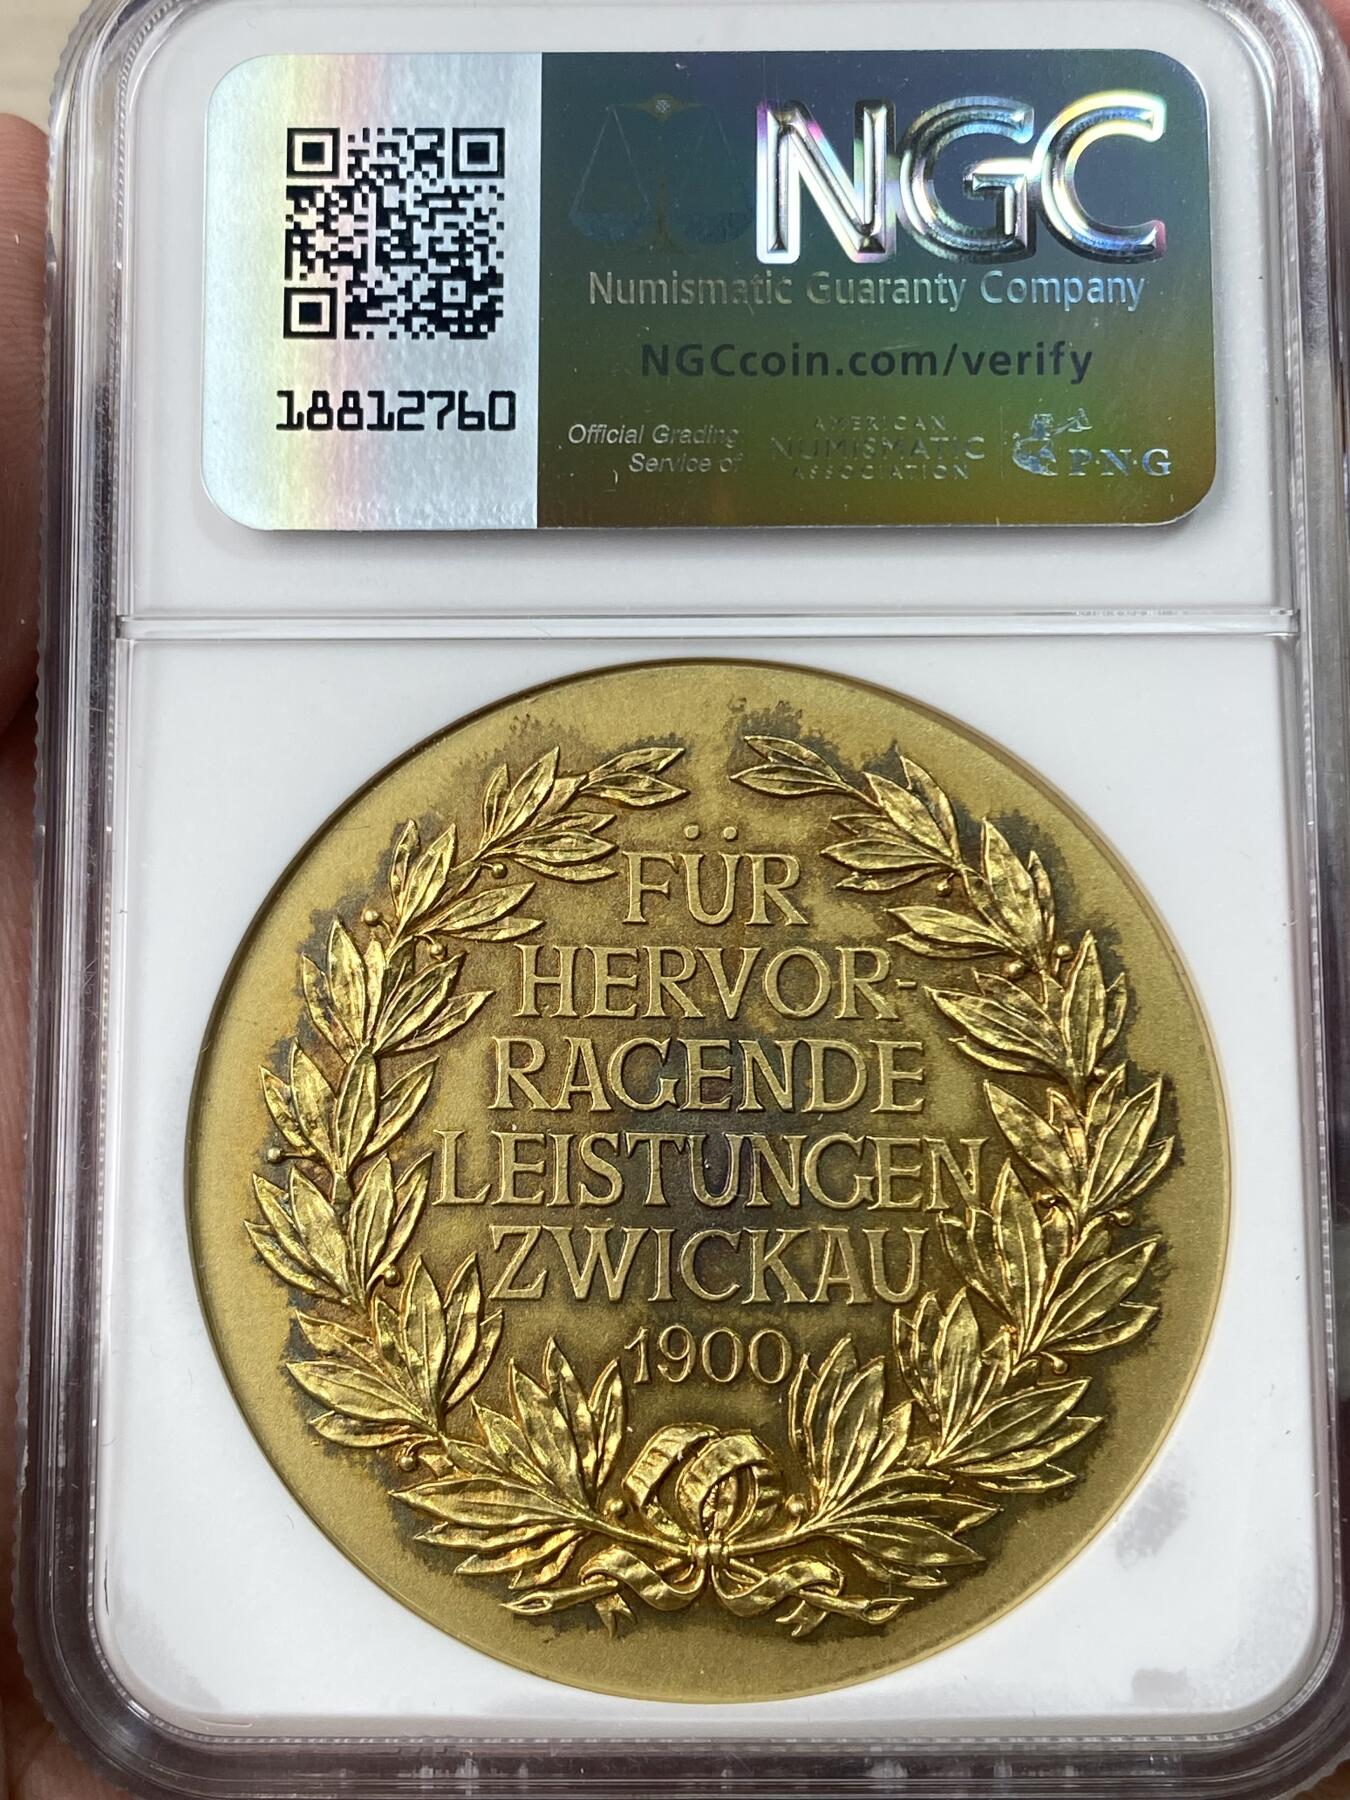 NGC
Numismatic Guaranty Company
NGCcoin.com/verify
18812760
Official Grading
Service of
AMERICAN
NUMISMATIC
ASSOCIATION
P·N·G
FÜR
HERVOR-
RAGENDE
LEISTUNGEN
ZWICKAU
1900